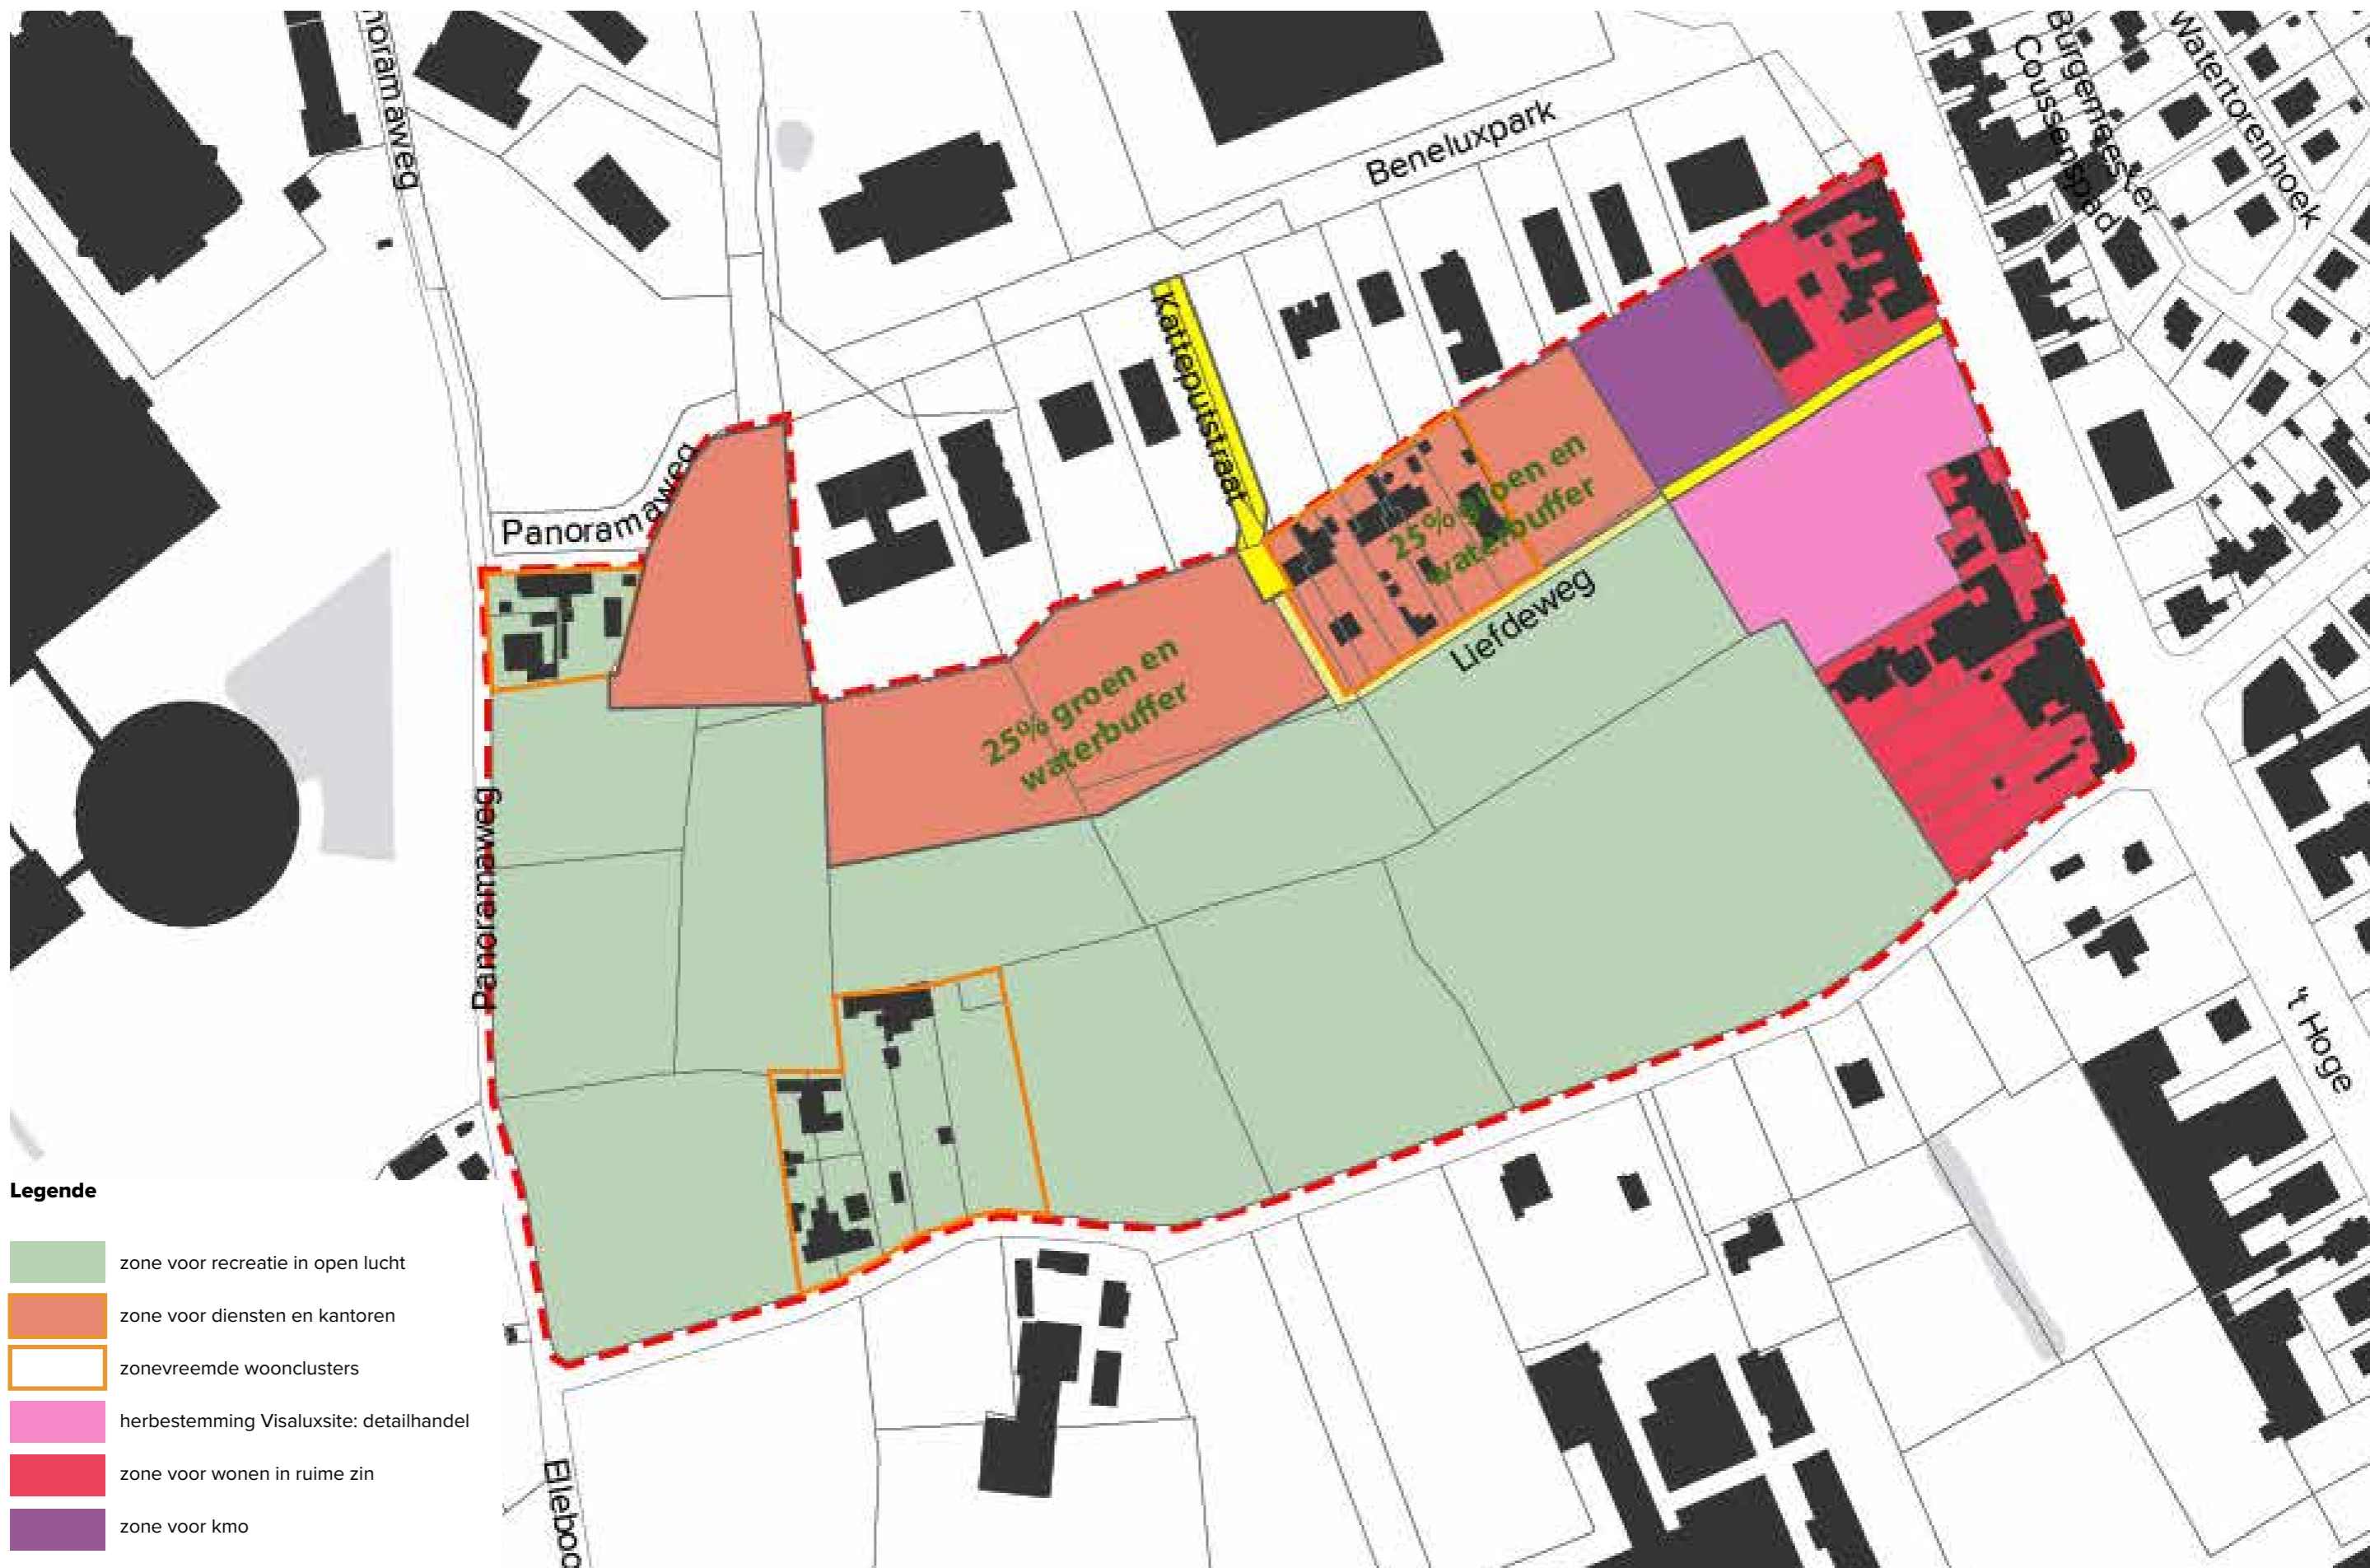 Panoramaweg
Burgemeester
Coussenspad
Watertorenhoek
Beneluxpark
Katteputstraat
Panoramaweg
25% groen en
waterbuffer
Liefdeweg
25% groen en
waterbuffer
Panoramaweg
't Hoge
Legende
zone voor recreatie in open lucht
zone voor diensten en kantoren
zonevreemde woonclusters
herbestemming Visaluxsite: detailhandel
zone voor wonen in ruime zin
zone voor kmo
Eleboo